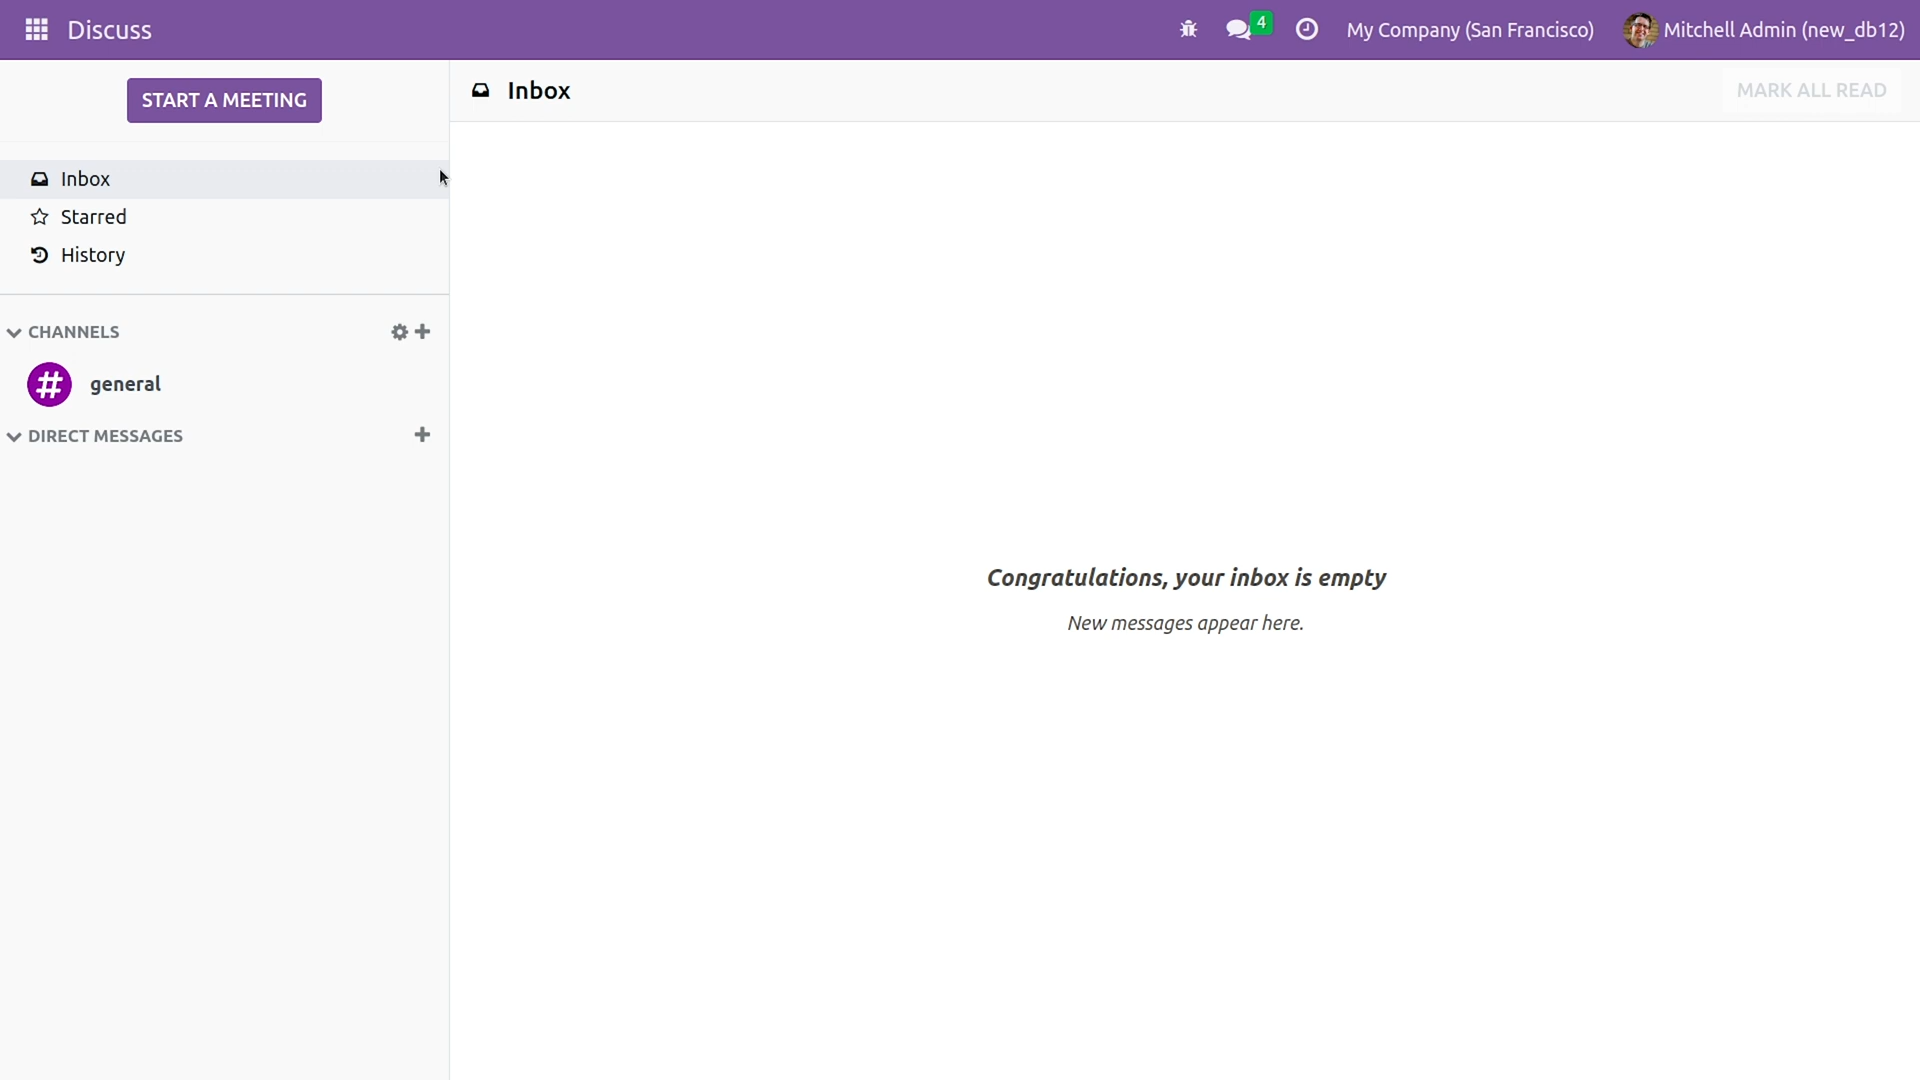 Discuss
4
My Company (San Francisco)
Mitchell Admin (new_db12)
START A MEETING
Inbox
Starred
History
CHANNELS
general
DIRECT MESSAGES
Inbox
MARK ALL READ
Congratulations, your inbox is empty
New messages appear here.